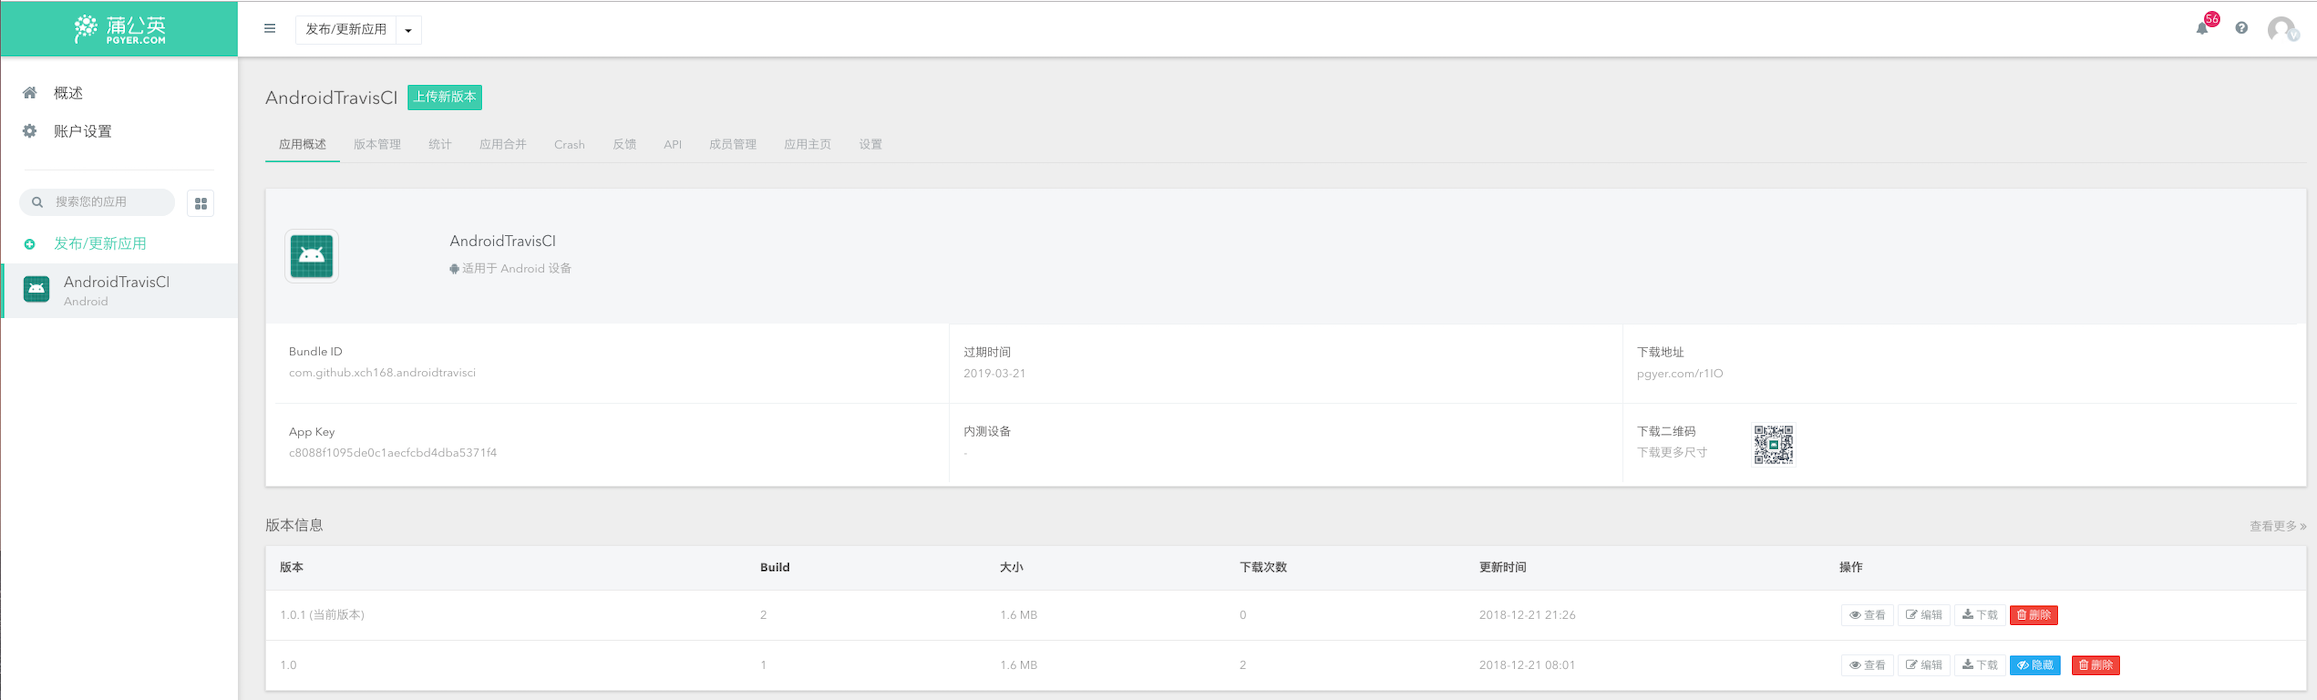 蒲公英
PGYER.COM
发布/更新应用
56
概述
账户设置
搜索您的应用
发布/更新应用
AndroidTravisCI
Android
AndroidTravisCI 上传新版本
应用概述 版本管理 统计 应用合并 Crash 反馈 API 成员管理 应用主页 设置
AndroidTravisCI
适用于 Android 设备
Bundle ID
com.github.xch168.androidtravisci
过期时间
2019-03-21
下载地址
pgyer.com/r1IO
App Key
c8088f1095de0c1aecfcbd4dba5371f4
内测设备
-
下载二维码
下载更多尺寸
版本信息 查看更多 »
版本 Build 大小 下载次数 更新时间 操作
1.0.1 (当前版本) 2 1.6 MB 0 2018-12-21 21:26 查看 编辑 下载 删除
1.0 1 1.6 MB 2 2018-12-21 08:01 查看 编辑 下载 隐藏 删除